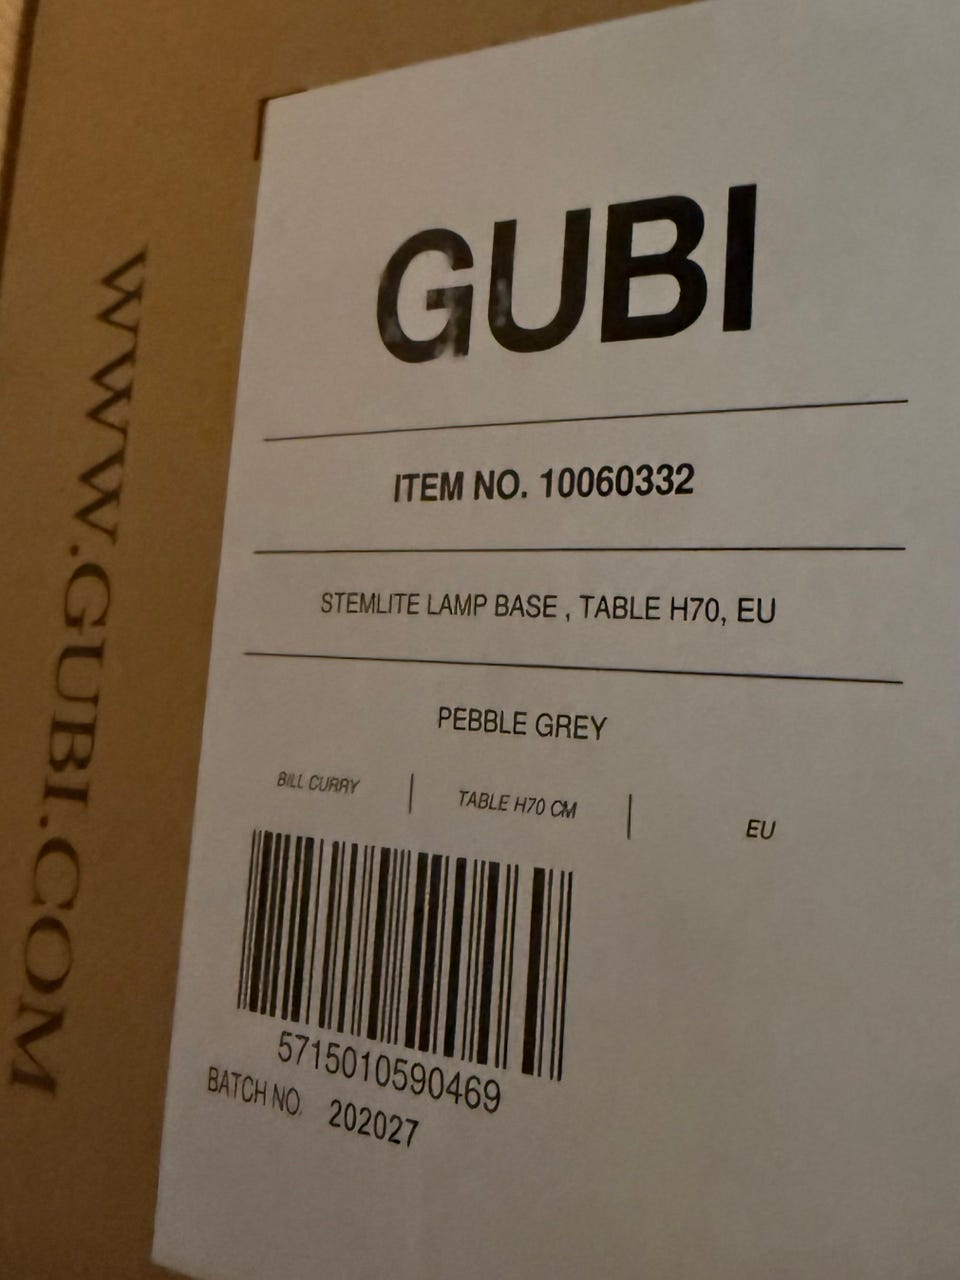 WWW.GUBI.COM
GUBI
ITEM NO. 10060332
STEMLITE LAMP BASE , TABLE H70, EU
PEBBLE GREY
BILL CURRY | TABLE H70 CM | EU
5715010590469
BATCH NO. 202027